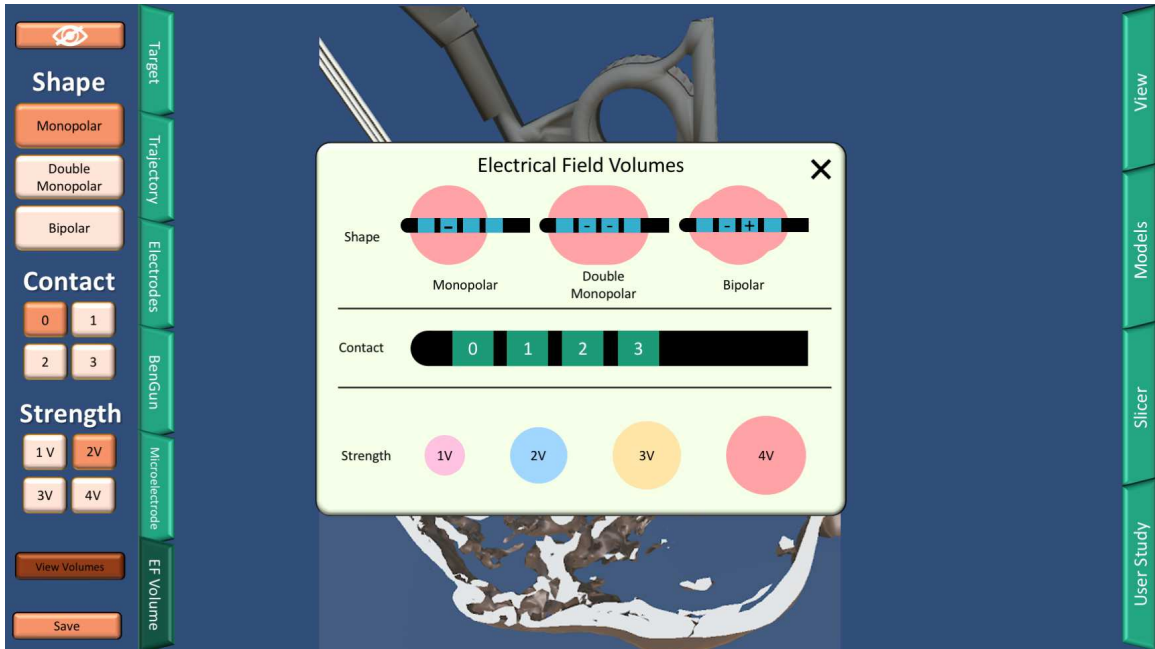 Shape
Monopolar
Double
Monopolar
Bipolar
Contact
0 1
2 3
Strength
1 V 2V
3V 4V
View Volumes
Save
Target
Trajectory
Electrodes
BenGun
Microelectrode
EF Volume
Electrical Field Volumes
Shape
-
- -
- +
Monopolar
Double
Monopolar
Bipolar
Contact
0 1 2 3
Strength
1V 2V 3V 4V
View
Models
Slicer
User Study